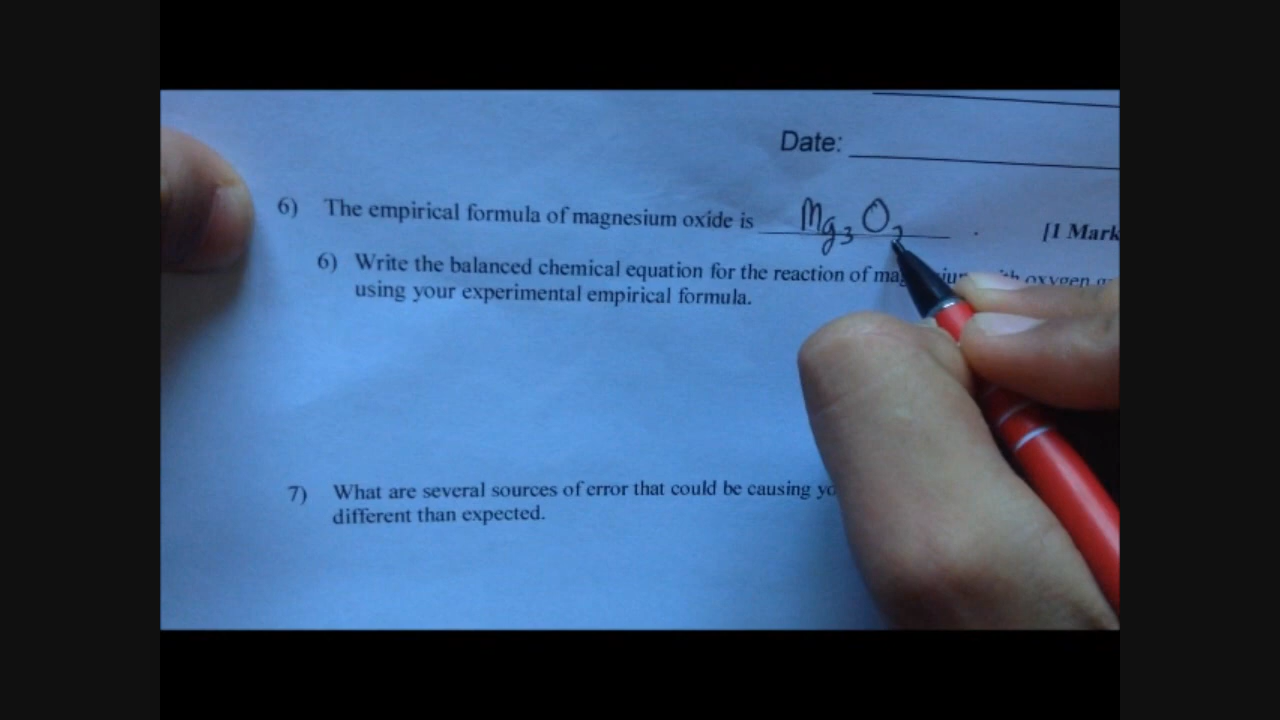 Date:
6) The empirical formula of magnesium oxide is Mg3O2 . [1 Mark
6) Write the balanced chemical equation for the reaction of oxygen
using your experimental empirical formula.
7) What are several sources of error that could be causing
different than expected.